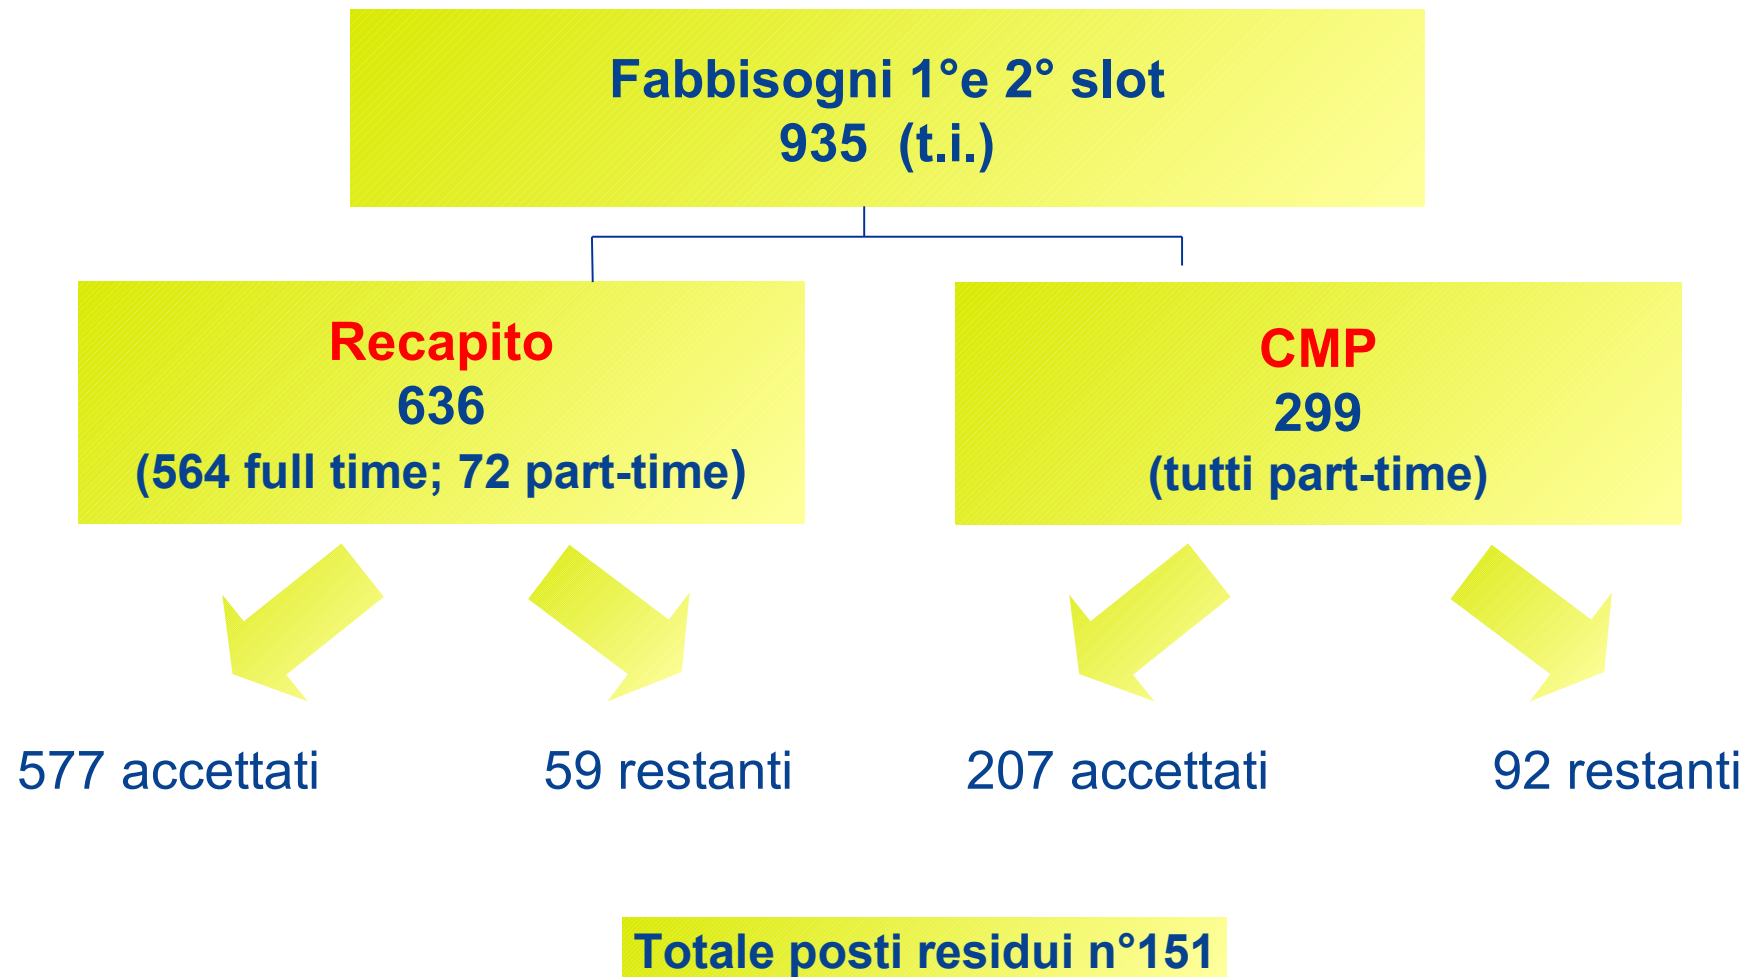 Fabbisogni 1°e 2° slot
935 (t.i.)
Recapito
636
(564 full time; 72 part-time)
CMP
299
(tutti part-time)
577 accettati
59 restanti
207 accettati
92 restanti
Totale posti residui n°151